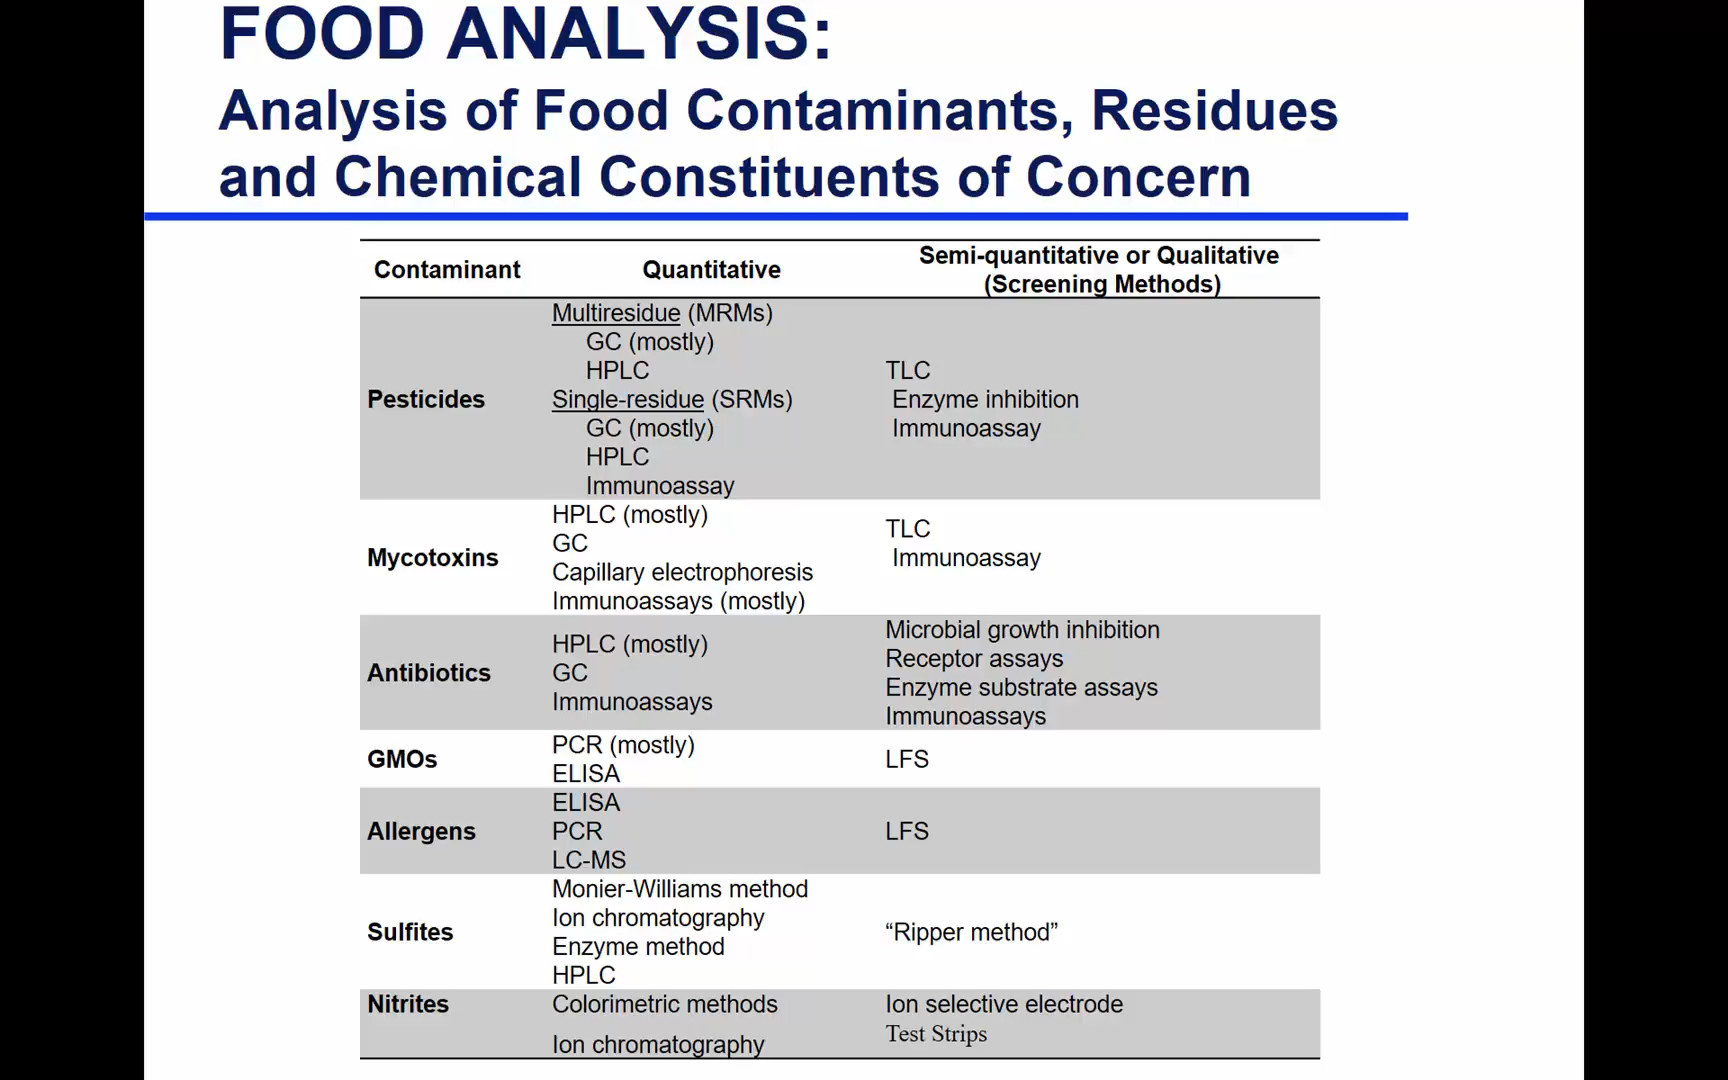 FOOD ANALYSIS:
Analysis of Food Contaminants, Residues
and Chemical Constituents of Concern
Contaminant
Quantitative
Semi-quantitative or Qualitative
(Screening Methods)
Pesticides
Multiresidue (MRMs)
GC (mostly)
HPLC
Single-residue (SRMs)
GC (mostly)
HPLC
Immunoassay
TLC
Enzyme inhibition
Immunoassay
Mycotoxins
HPLC (mostly)
GC
Capillary electrophoresis
Immunoassays (mostly)
TLC
Immunoassay
Antibiotics
HPLC (mostly)
GC
Immunoassays
Microbial growth inhibition
Receptor assays
Enzyme substrate assays
Immunoassays
GMOs
PCR (mostly)
ELISA
LFS
Allergens
ELISA
PCR
LC-MS
LFS
Sulfites
Monier-Williams method
Ion chromatography
Enzyme method
HPLC
“Ripper method”
Nitrites
Colorimetric methods
Ion chromatography
Ion selective electrode
Test Strips